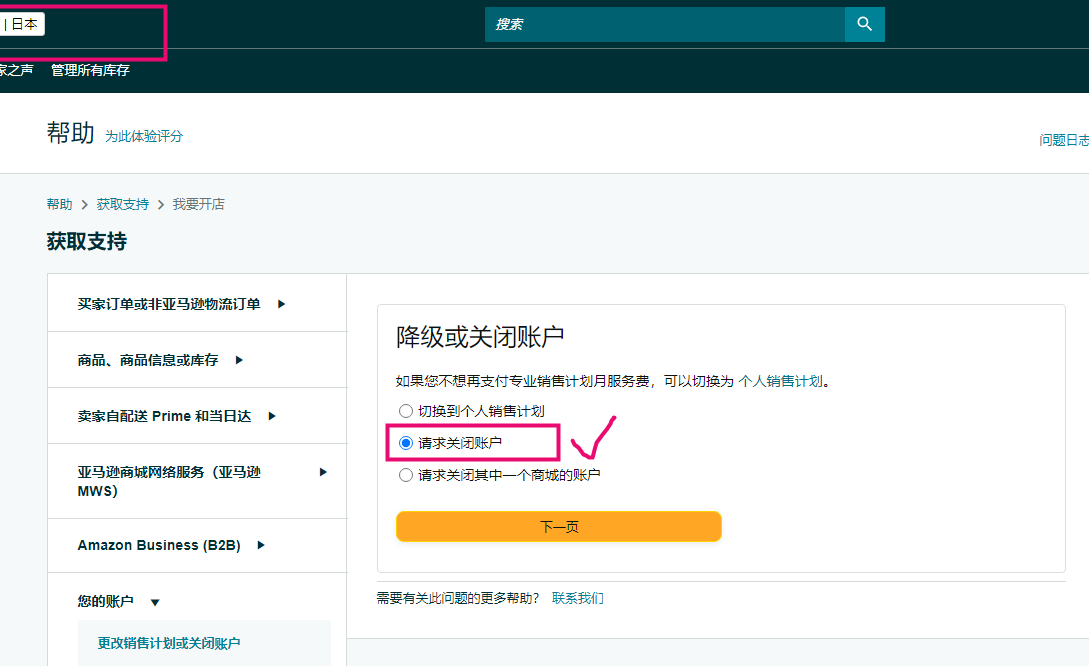 | 日本
搜索
家之声 管理所有库存
帮助 为此体验评分
问题日志
帮助 获取支持 我要开店
获取支持
买家订单或非亚马逊物流订单
商品、商品信息或库存
卖家自配送 Prime 和当日达
亚马逊商城网络服务（亚马逊
MWS）
Amazon Business (B2B)
您的账户
更改销售计划或关闭账户
降级或关闭账户
如果您不想再支付专业销售计划月服务费，可以切换为 个人销售计划。
切换到个人销售计划
请求关闭账户
请求关闭其中一个商城的账户
下一页
需要有关此问题的更多帮助？ 联系我们